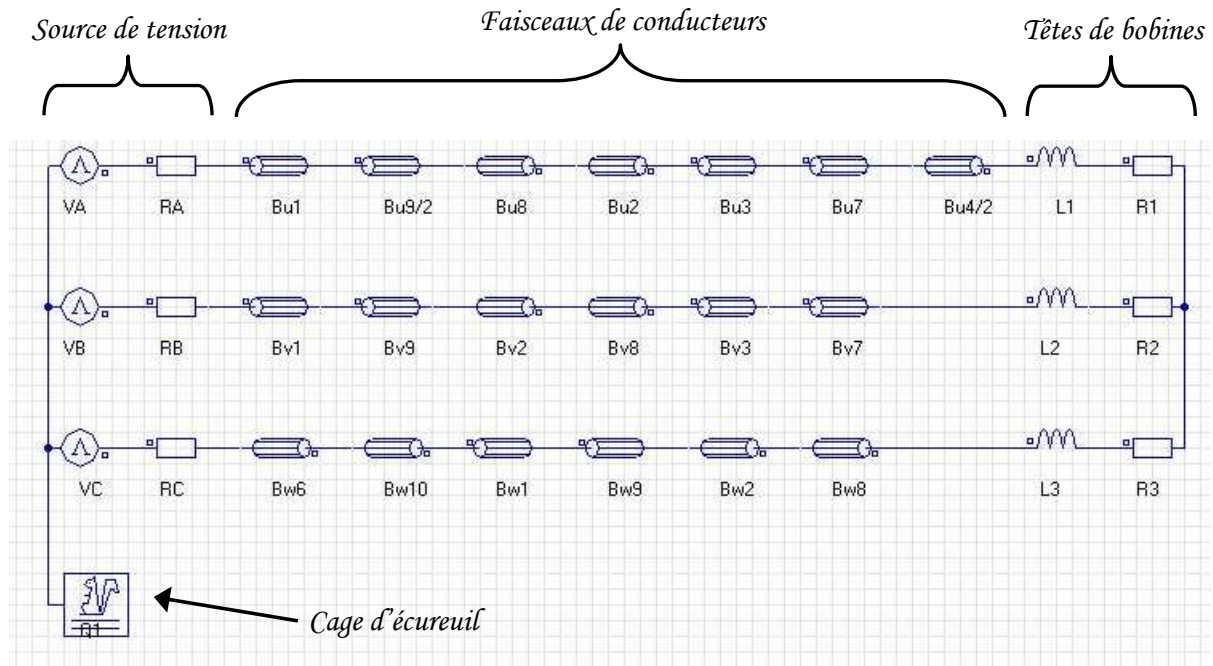 Source de tension
Faisceaux de conducteurs
Têtes de bobines
VA RA Bu1 Bu9/2 Bu8 Bu2 Bu3 Bu7 Bu4/2 L1 R1
VB RB Bv1 Bv9 Bv2 Bv8 Bv3 Bv7 L2 R2
VC RC Bw6 Bw10 Bw1 Bw9 Bw2 Bw8 L3 R3
Q1
Cage d'écureuil